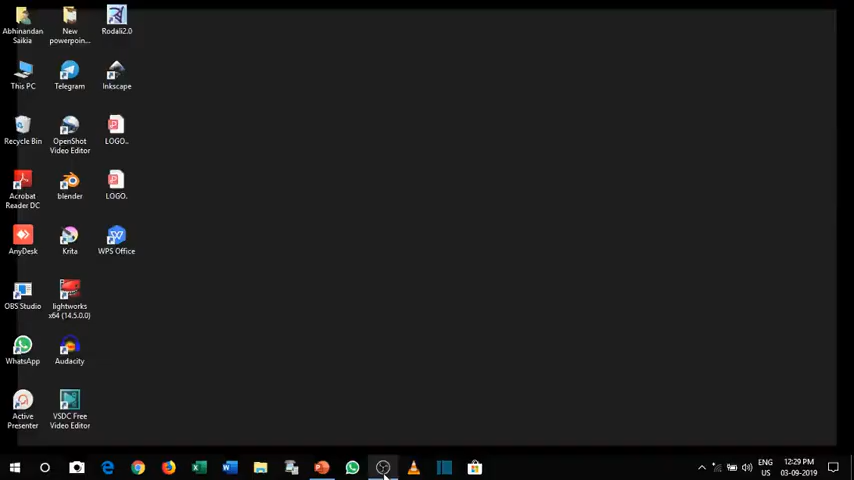 Abhinandan
Saikia
New
powerpoin...
Rodali2.0
This PC
Telegram
Inkscape
Recycle Bin
OpenShot
Video Editor
LOGO..
Acrobat
Reader DC
blender
LOGO.
AnyDesk
Krita
WPS Office
OBS Studio
lightworks
x64 (14.5.0.0)
WhatsApp
Audacity
Active
Presenter
VSDC Free
Video Editor
ENG
US
12:29 PM
03-09-2019